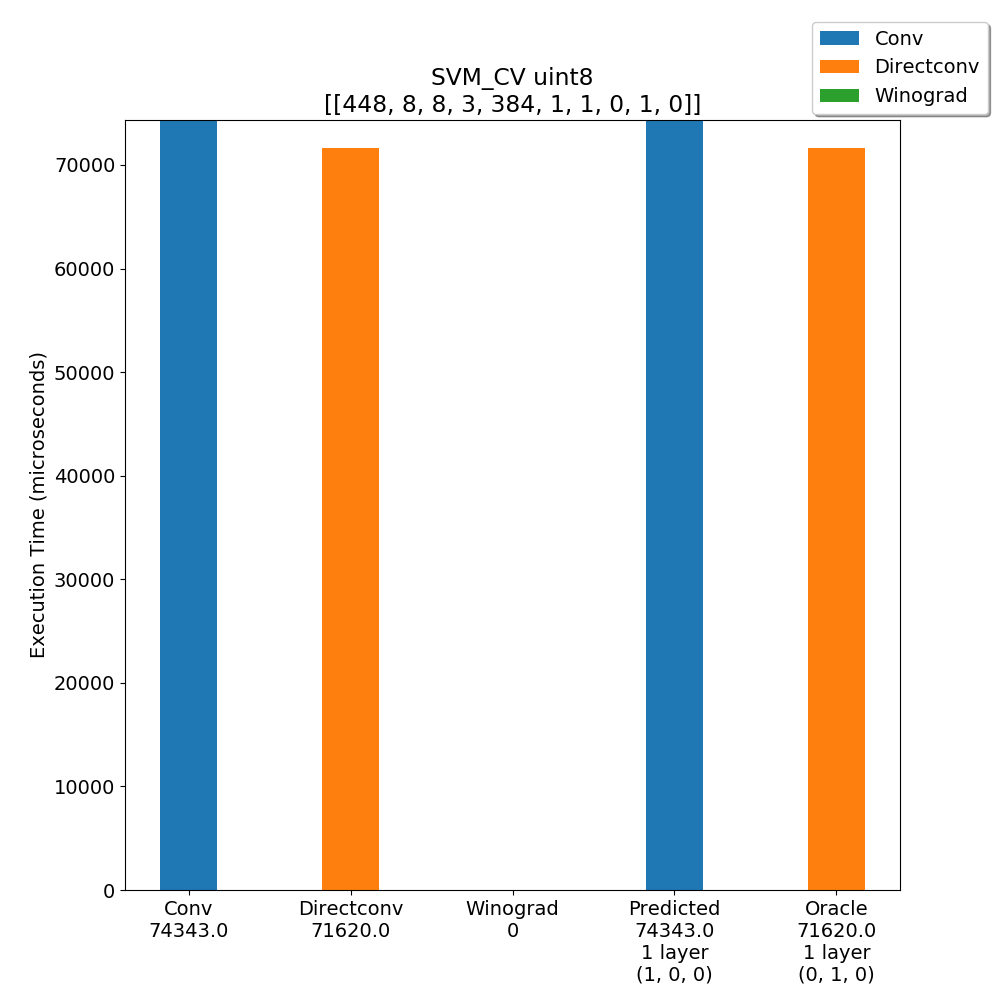 Conv
Directconv
Winograd
SVM_CV uint8
[[448, 8, 8, 3, 384, 1, 1, 0, 1, 0]]
Execution Time (microseconds)
70000
60000
50000
40000
30000
20000
10000
0
Conv
74343.0
Directconv
71620.0
Winograd
0
Predicted
74343.0
1 layer
(1, 0, 0)
Oracle
71620.0
1 layer
(0, 1, 0)